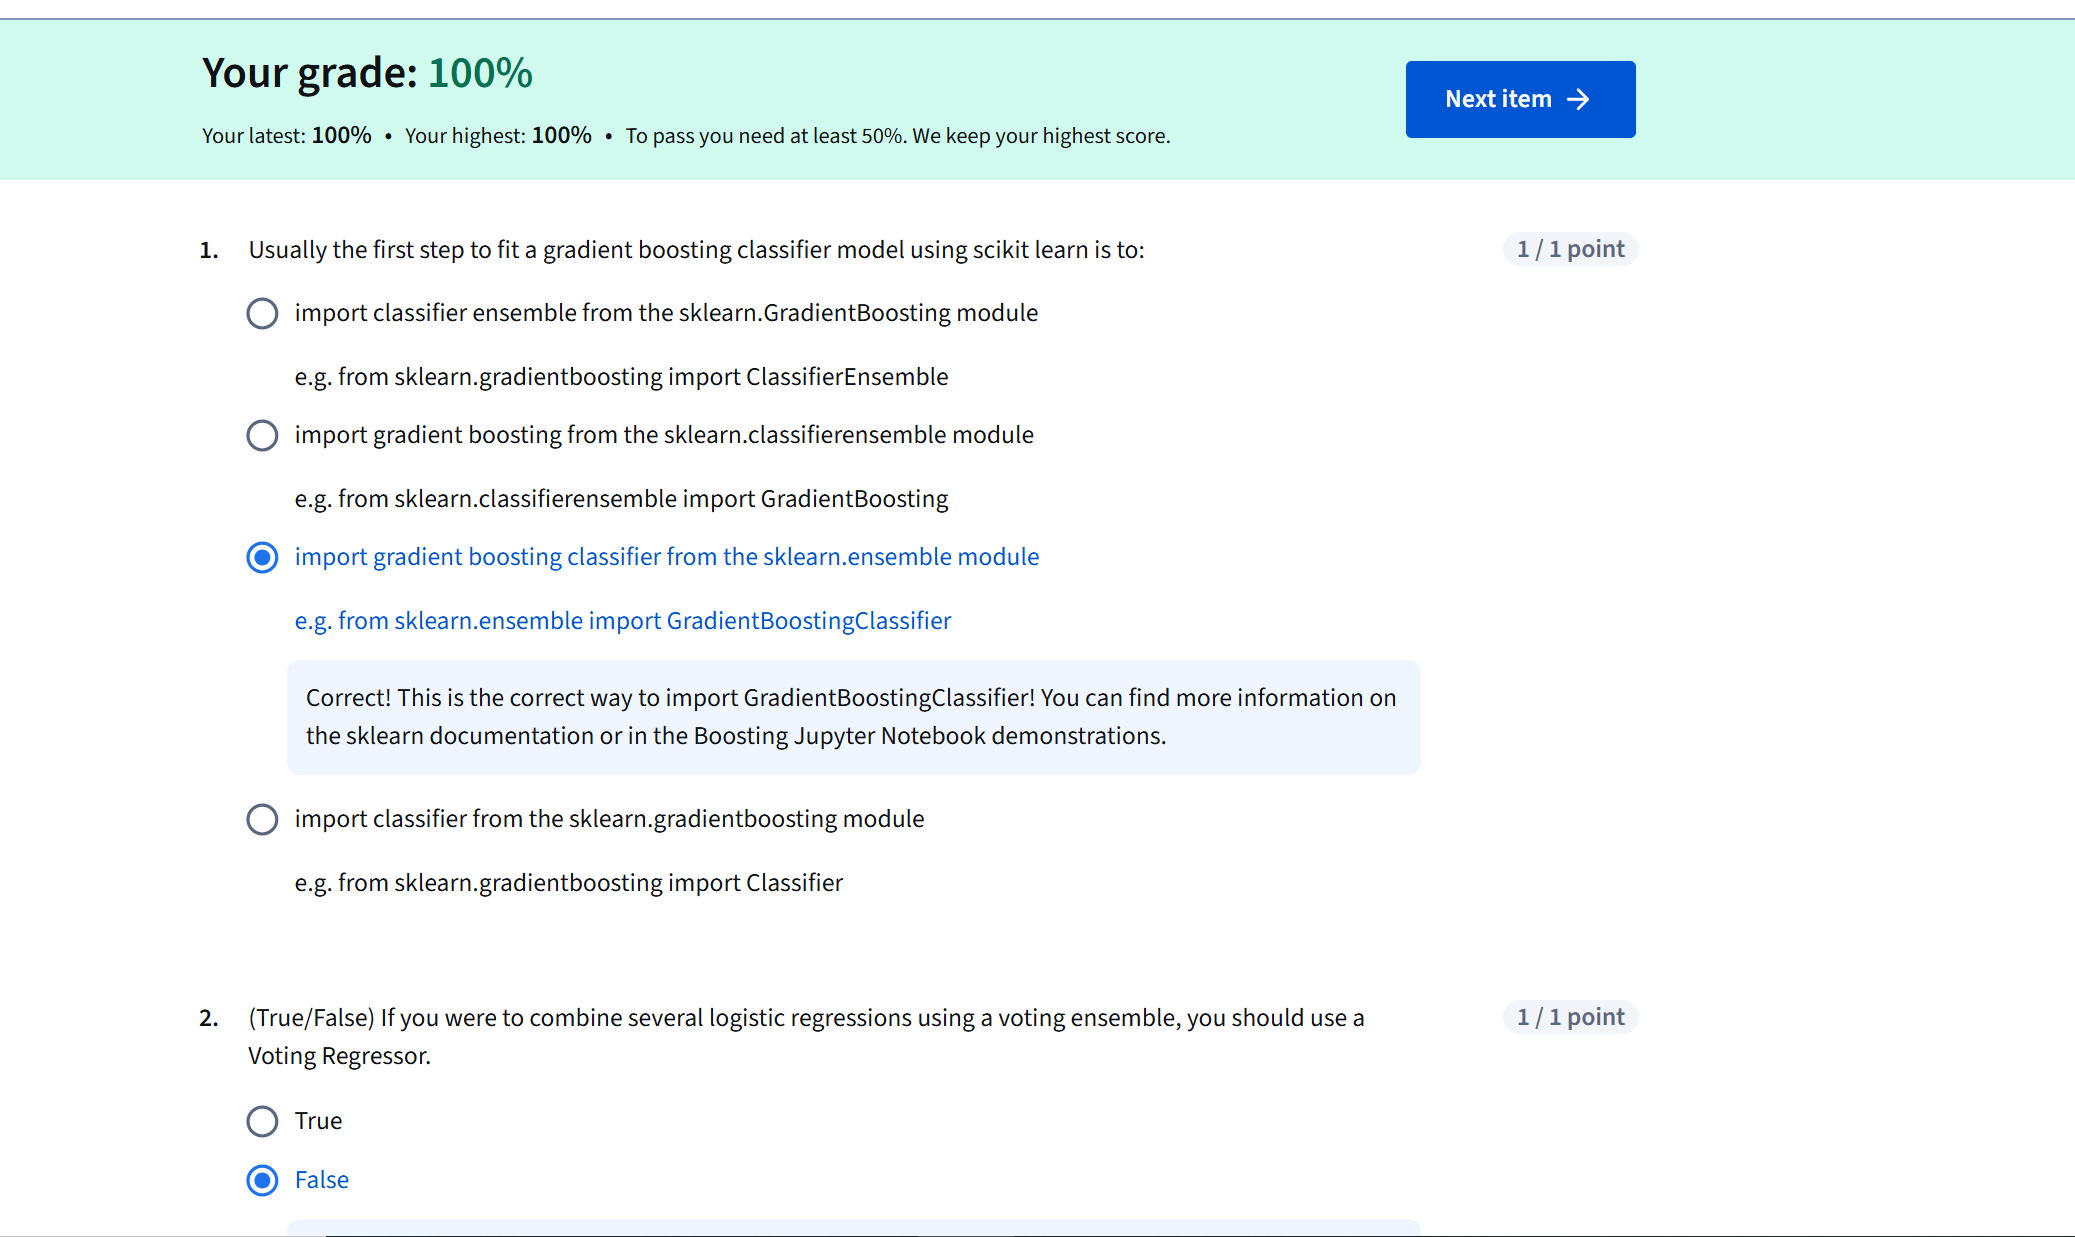 Your grade: 100%
Next item
Your latest: 100% • Your highest: 100% • To pass you need at least 50%. We keep your highest score.
1. Usually the first step to fit a gradient boosting classifier model using scikit learn is to:
1 / 1 point
import classifier ensemble from the sklearn.GradientBoosting module
e.g. from sklearn.gradientboosting import ClassifierEnsemble
import gradient boosting from the sklearn.classifierensemble module
e.g. from sklearn.classifierensemble import GradientBoosting
import gradient boosting classifier from the sklearn.ensemble module
e.g. from sklearn.ensemble import GradientBoostingClassifier
Correct! This is the correct way to import GradientBoostingClassifier! You can find more information on
the sklearn documentation or in the Boosting Jupyter Notebook demonstrations.
import classifier from the sklearn.gradientboosting module
e.g. from sklearn.gradientboosting import Classifier
2. (True/False) If you were to combine several logistic regressions using a voting ensemble, you should use a
1 / 1 point
Voting Regressor.
True
False